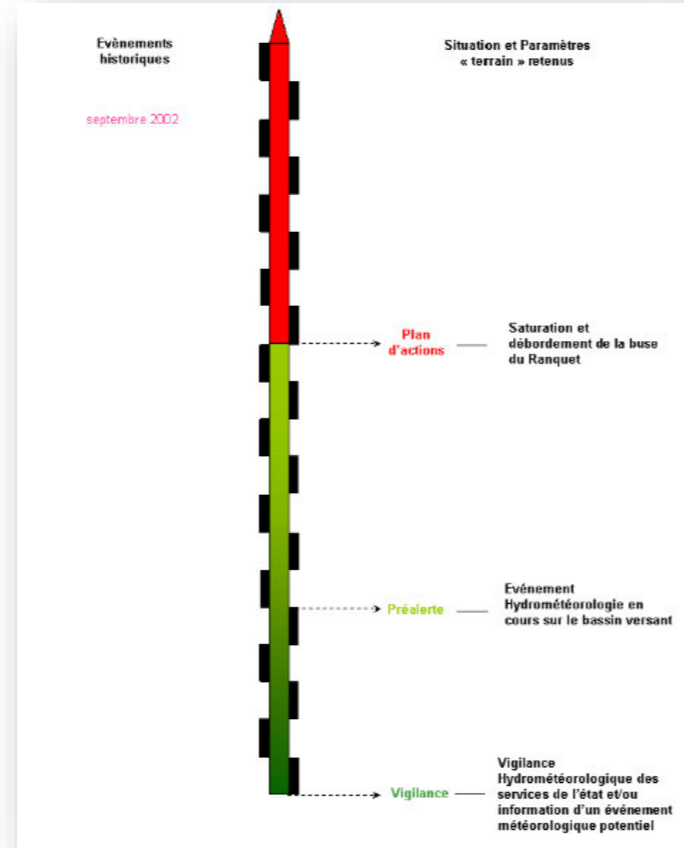 Evènements
historiques
Situation et Paramètres
« terrain » retenus
septembre 2002
Plan
d'actions
Saturation et
débordement de la buse
du Ranquet
Préalerte
Evénement
Hydrométéorologie en
cours sur le bassin versant
Vigilance
Vigilance
Hydrométéorologique des
services de l'état et/ou
information d'un événement
météorologique potentiel